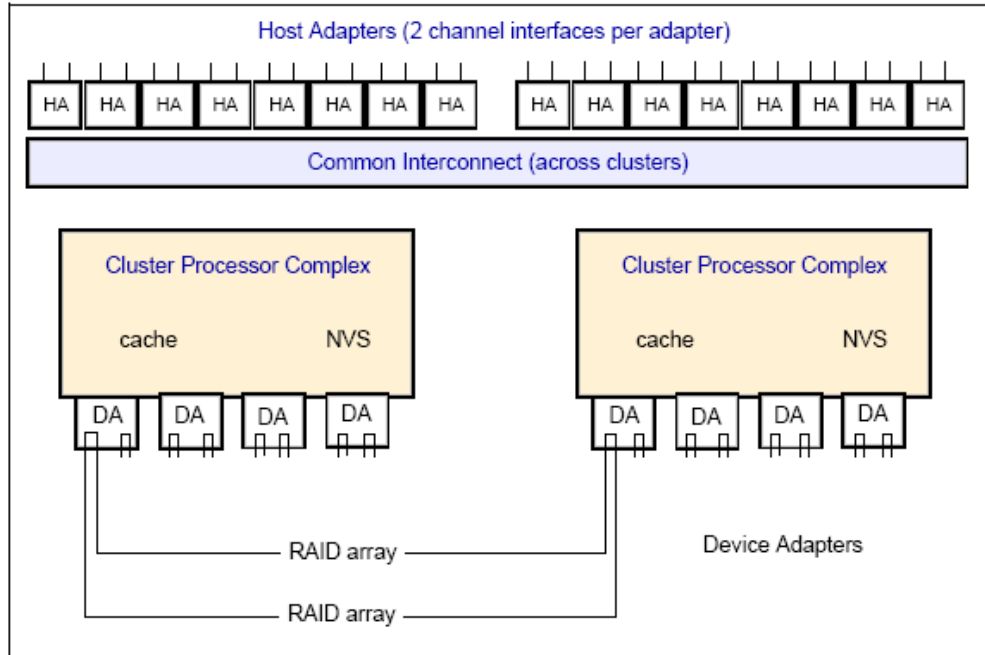 Host Adapters (2 channel interfaces per adapter)
HA HA HA HA HA HA HA HA HA HA HA HA HA HA HA HA
Common Interconnect (across clusters)
Cluster Processor Complex Cluster Processor Complex
cache NVS cache NVS
DA DA DA DA DA DA DA DA
RAID array Device Adapters
RAID array